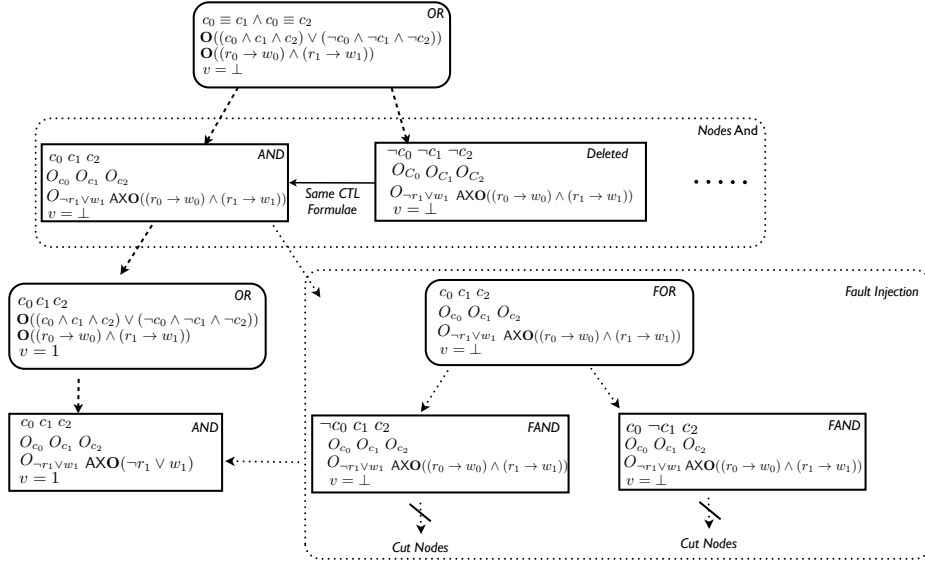 OR
c₀ ≡ c₁ ∧ c₀ ≡ c₂
O((c₀ ∧ c₁ ∧ c₂) ∨ (¬c₀ ∧ ¬c₁ ∧ ¬c₂))
O((r₀ → w₀) ∧ (r₁ → w₁))
v = ⊥
Nodes And
AND
c₀ c₁ c₂
O_{c₀} O_{c₁} O_{c₂}
O_{¬r₁∨w₁} AXO((r₀ → w₀) ∧ (r₁ → w₁))
v = ⊥
Same CTL
Formulae
Deleted
¬c₀ ¬c₁ ¬c₂
O_{C₀} O_{C₁} O_{C₂}
O_{¬r₁∨w₁} AXO((r₀ → w₀) ∧ (r₁ → w₁))
v = ⊥
OR
c₀ c₁ c₂
O((c₀ ∧ c₁ ∧ c₂) ∨ (¬c₀ ∧ ¬c₁ ∧ ¬c₂))
O((r₀ → w₀) ∧ (r₁ → w₁))
v = 1
Fault Injection
FOR
c₀ c₁ c₂
O_{c₀} O_{c₁} O_{c₂}
O_{¬r₁∨w₁} AXO((r₀ → w₀) ∧ (r₁ → w₁))
v = ⊥
AND
c₀ c₁ c₂
O_{c₀} O_{c₁} O_{c₂}
O_{¬r₁∨w₁} AXO(¬r₁ ∨ w₁)
v = 1
FAND
¬c₀ c₁ c₂
O_{c₀} O_{c₁} O_{c₂}
O_{¬r₁∨w₁} AXO((r₀ → w₀) ∧ (r₁ → w₁))
v = ⊥
FAND
c₀ ¬c₁ c₂
O_{c₀} O_{c₁} O_{c₂}
O_{¬r₁∨w₁} AXO((r₀ → w₀) ∧ (r₁ → w₁))
v = ⊥
Cut Nodes
Cut Nodes